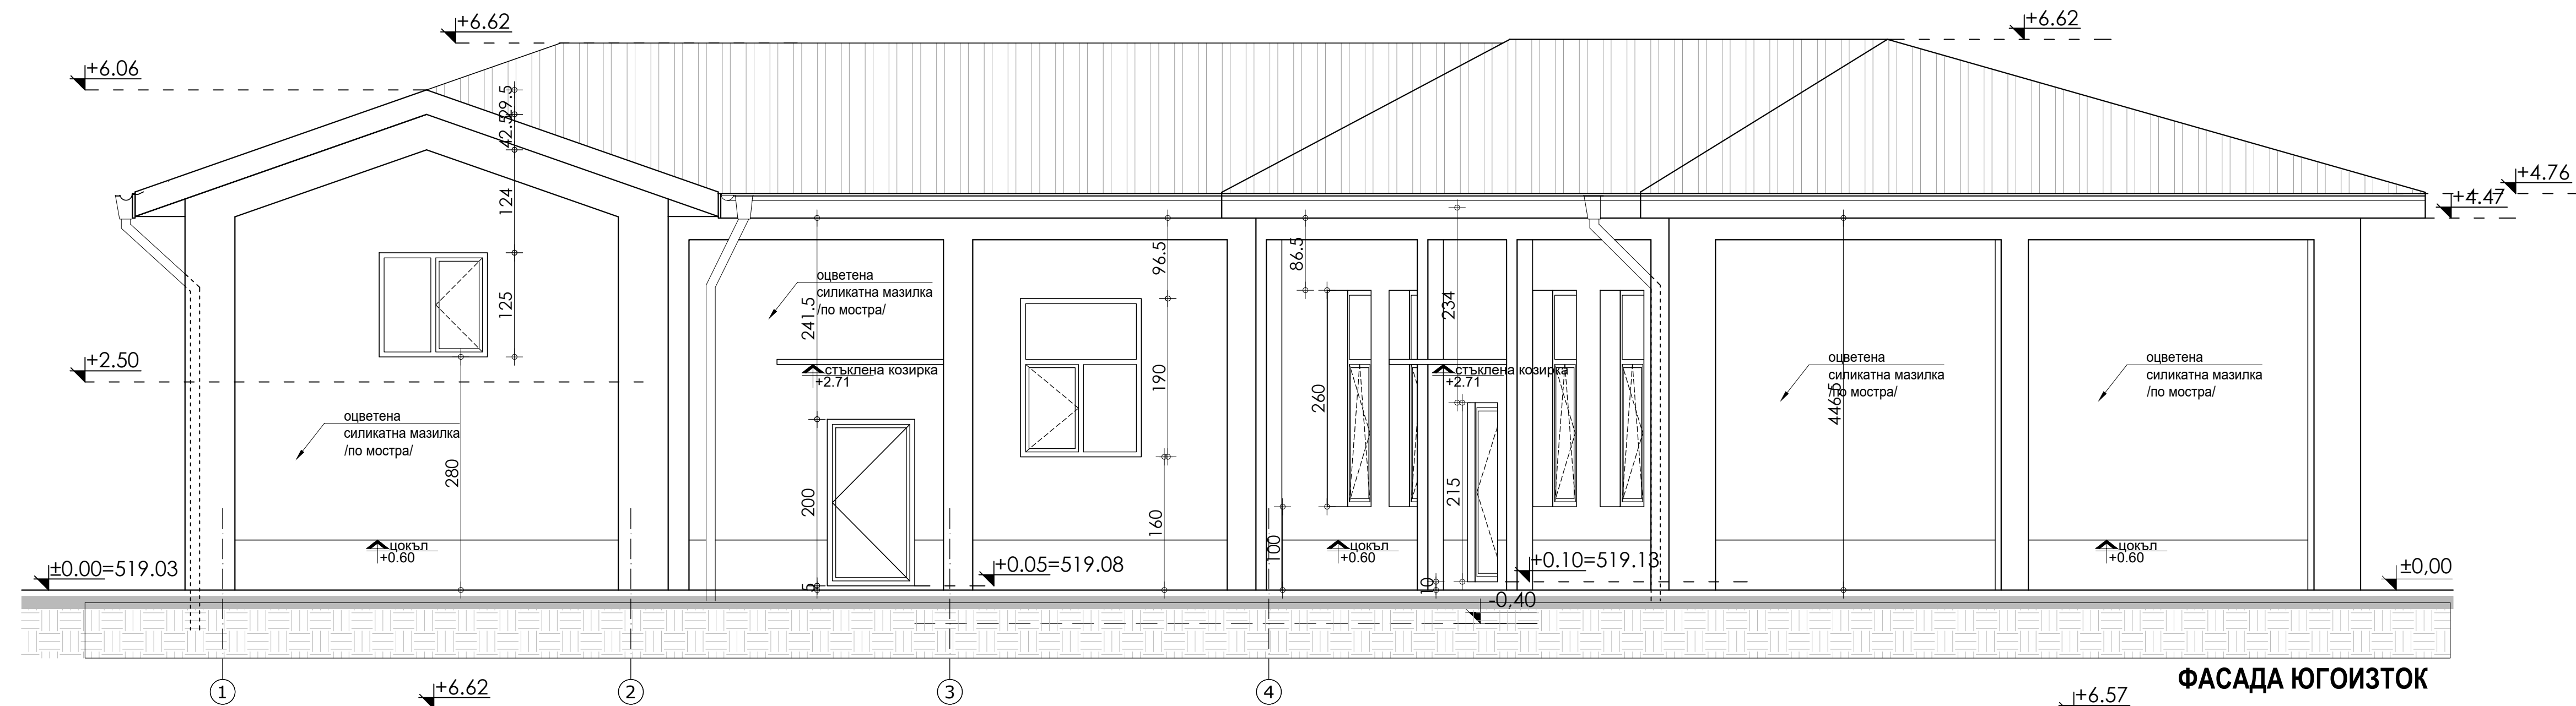 +6.62
+6.62
+6.06
29.5
42.5
124
125
+4.76
+4.47
оцветена
силикатна мазилка
/по мостра/
241.5
96.5
86.5
234
+2.50
стъклена козирка
+2.71
190
260
стъклена козирка
+2.71
оцветена
силикатна мазилка
/по мостра/
446.5
оцветена
силикатна мазилка
/по мостра/
оцветена
силикатна мазилка
/по мостра/
280
200
160
215
100
цокъл
+0.60
цокъл
+0.60
цокъл
+0.60
±0.00=519.03
5
+0.05=519.08
10
+0.10=519.13
±0,00
-0,40
1
2
3
4
ФАСАДА ЮГОИЗТОК
+6.62
+6.57